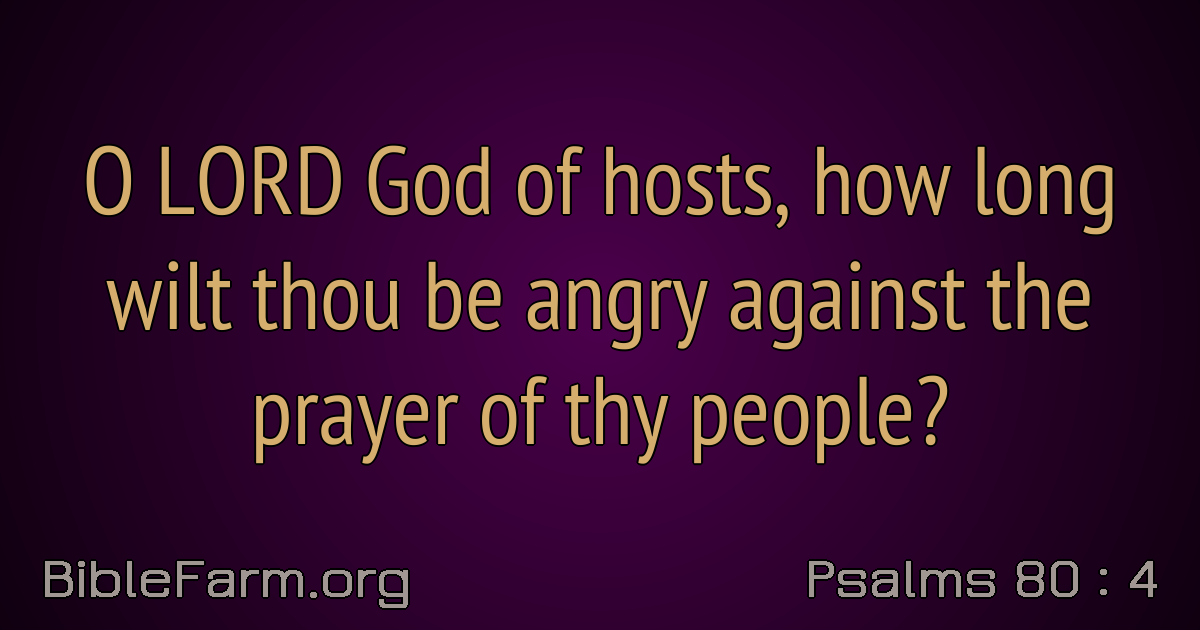 O LORD God of hosts, how long
wilt thou be angry against the
prayer of thy people?
BibleFarm.org
Psalms 80 : 4